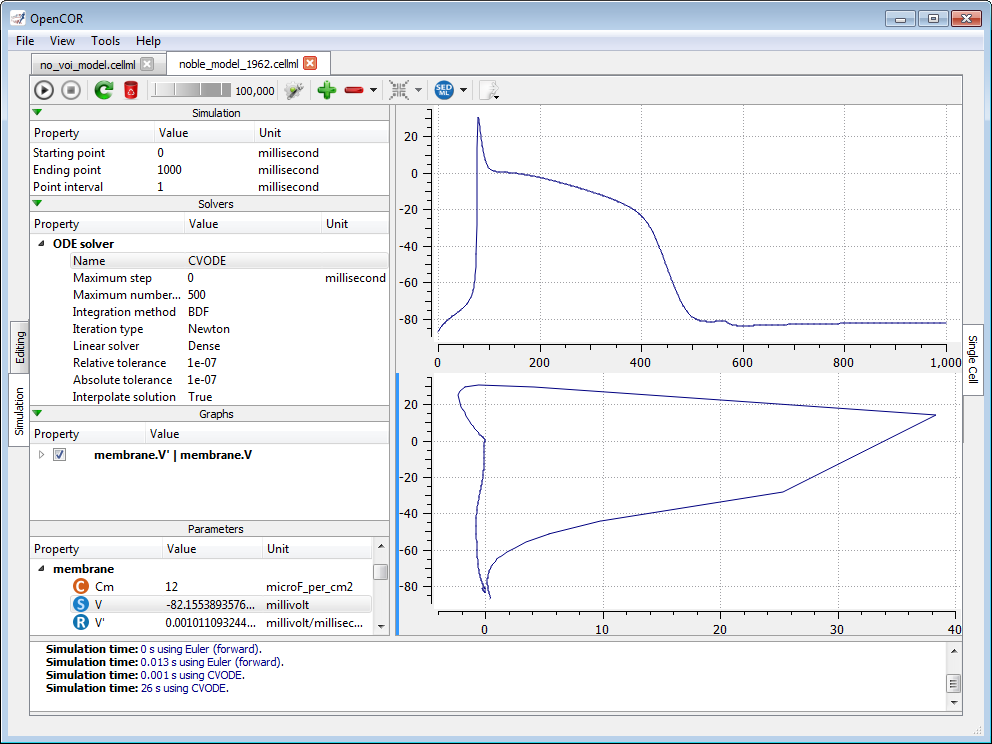 OpenCOR
File View Tools Help
no_voi_model.cellml noble_model_1962.cellml
100,000 SED ML
Simulation
Property Value Unit
Starting point 0 millisecond
Ending point 1000 millisecond
Point interval 1 millisecond
Solvers
Property Value Unit
ODE solver
Name CVODE
Maximum step 0 millisecond
Maximum number... 500
Integration method BDF
Iteration type Newton
Linear solver Dense
Relative tolerance 1e-07
Absolute tolerance 1e-07
Interpolate solution True
Graphs
Property Value
membrane.V' | membrane.V
Parameters
Property Value Unit
membrane
C Cm 12 microF_per_cm2
S V -82.1553893576... millivolt
R V' 0.001011093244... millivolt/millisec...
Editing
Simulation
20
0
-20
-40
-60
-80
0 200 400 600 800 1,000
20
0
-20
-40
-60
-80
0 10 20 30 40
Single Cell
Simulation time: 0 s using Euler (forward).
Simulation time: 0.013 s using Euler (forward).
Simulation time: 0.001 s using CVODE.
Simulation time: 26 s using CVODE.